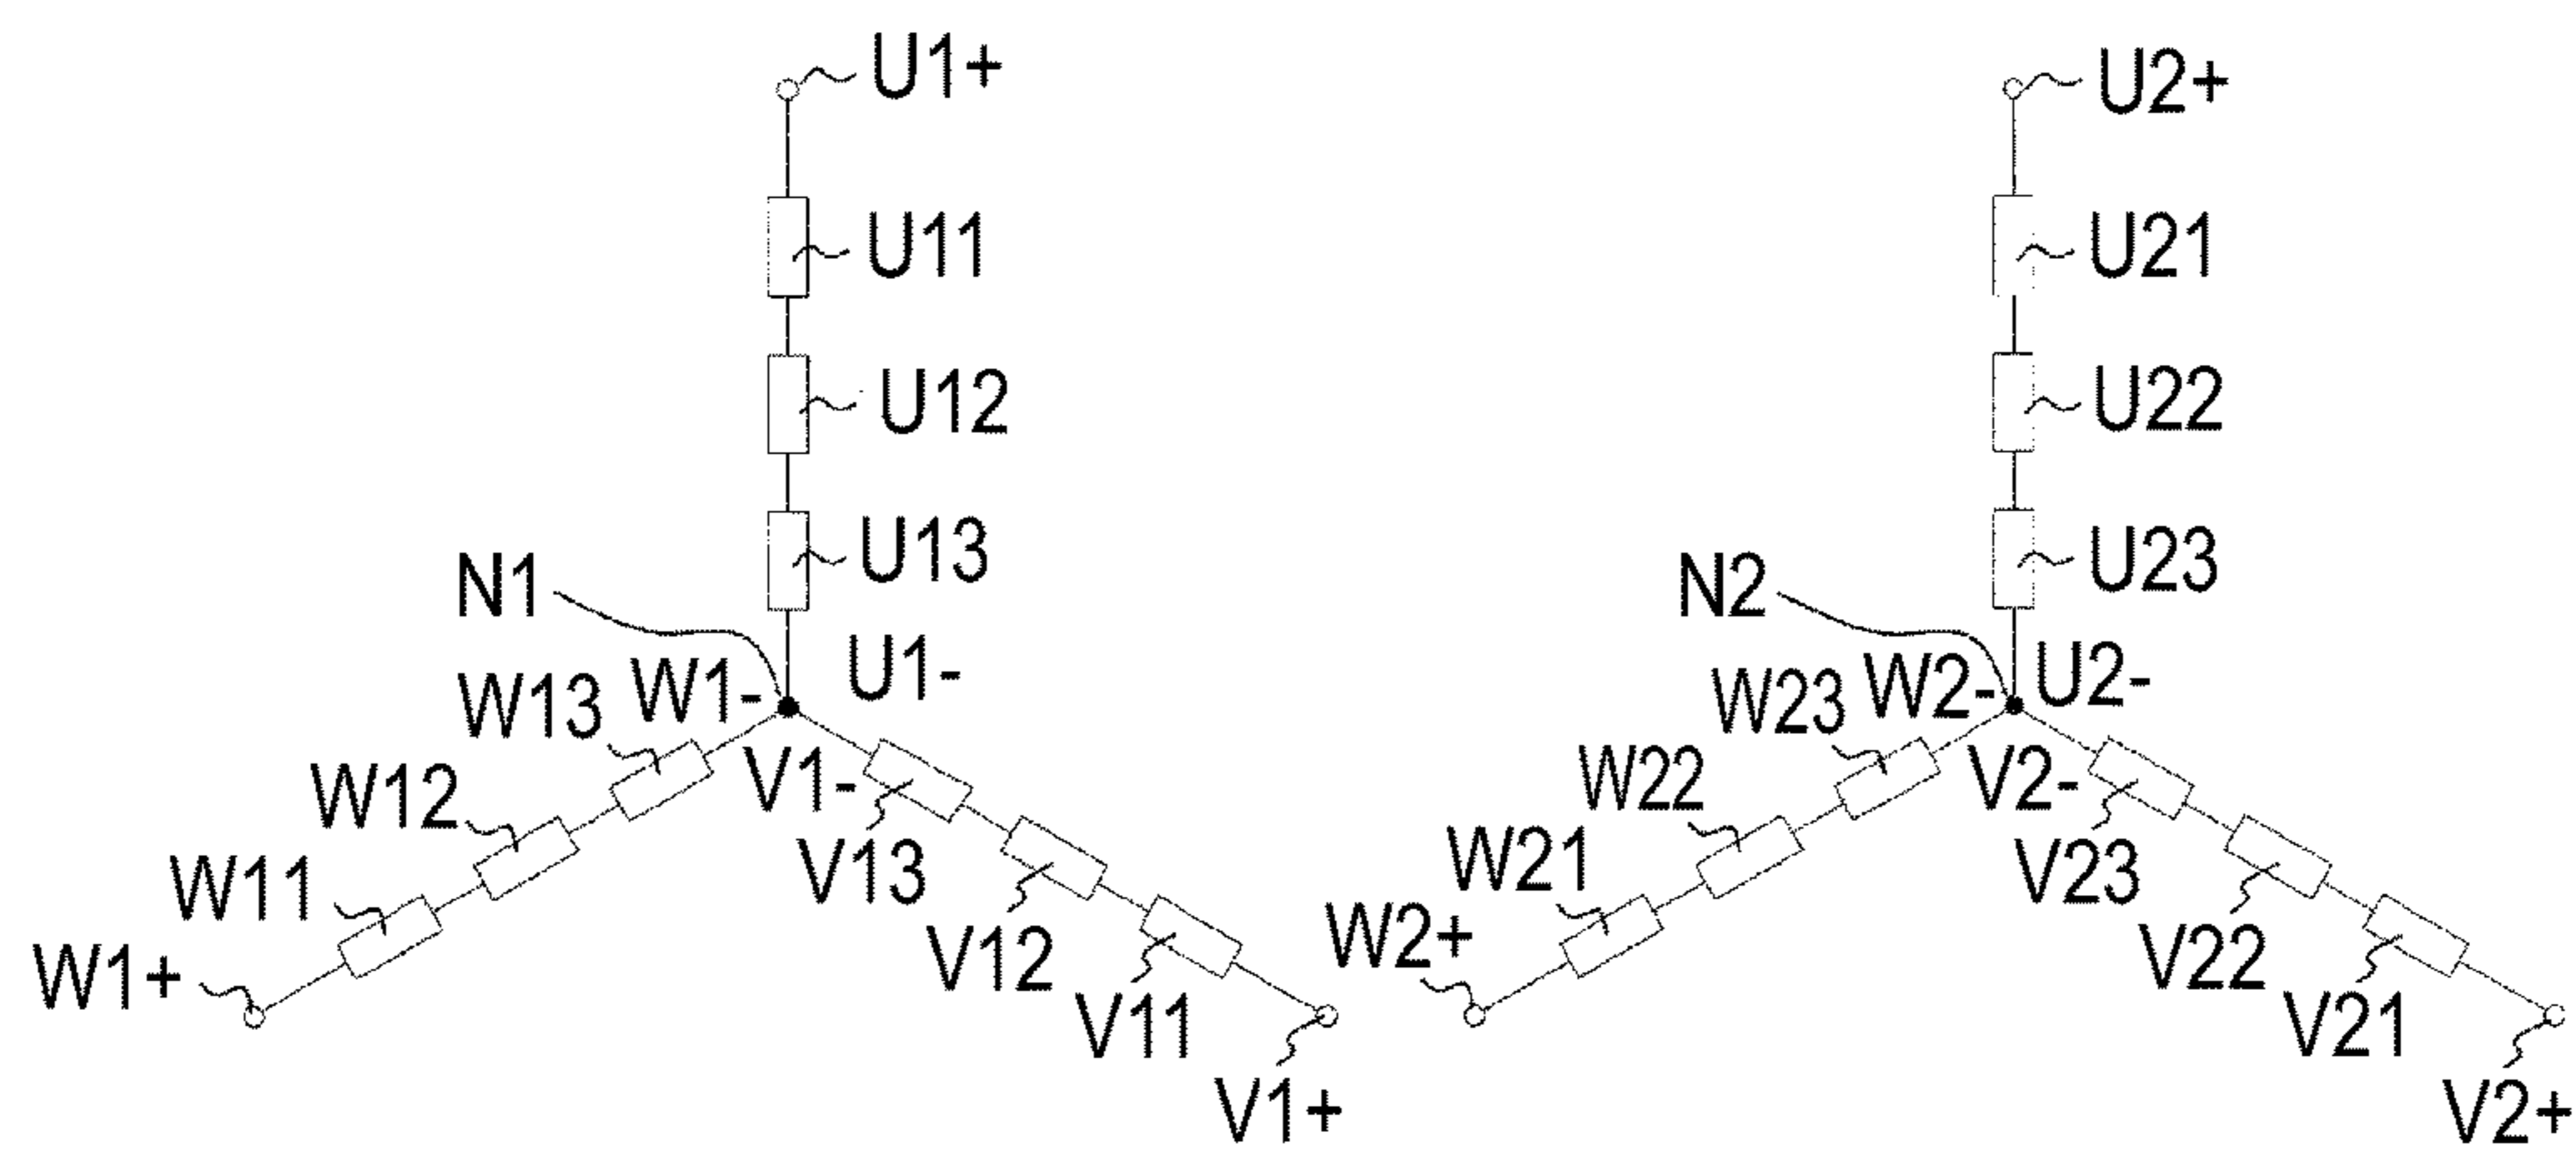 U1+
U11
U12
U13
N1
U1-
W1-
W13
W12
W11
W1+
V1-
V13
V12
V11
V1+
U2+
U21
U22
U23
N2
U2-
W2-
W23
W22
W21
W2+
V2-
V23
V22
V21
V2+